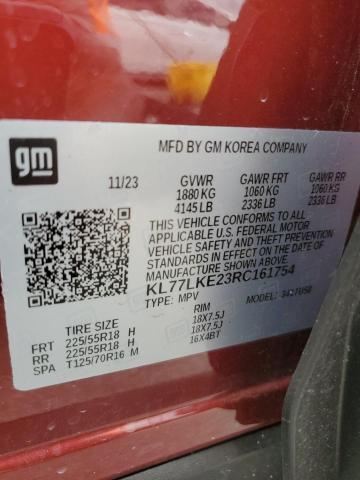 gm
MFD BY GM KOREA COMPANY
11/23 GVWR GAWR FRT GAWR RR
1880 KG 1060 KG 1060 KG
4145 LB 2336 LB 2336 LB
THIS VEHICLE CONFORMS TO ALL
APPLICABLE U.S. FEDERAL MOTOR
VEHICLE SAFETY AND THEFT PREVENTION
STANDARDS IN EFFECT ON THE DATE OF
MANUFACTURE SHOWN ABOVE.
KL77LKE23RC161754
TYPE: MPV MODEL:
TIRE SIZE RIM
FRT 225/55R18 H 18X7.5J
RR 225/55R18 H 18X7.5J
SPA T125/70R16 M 16X4BT